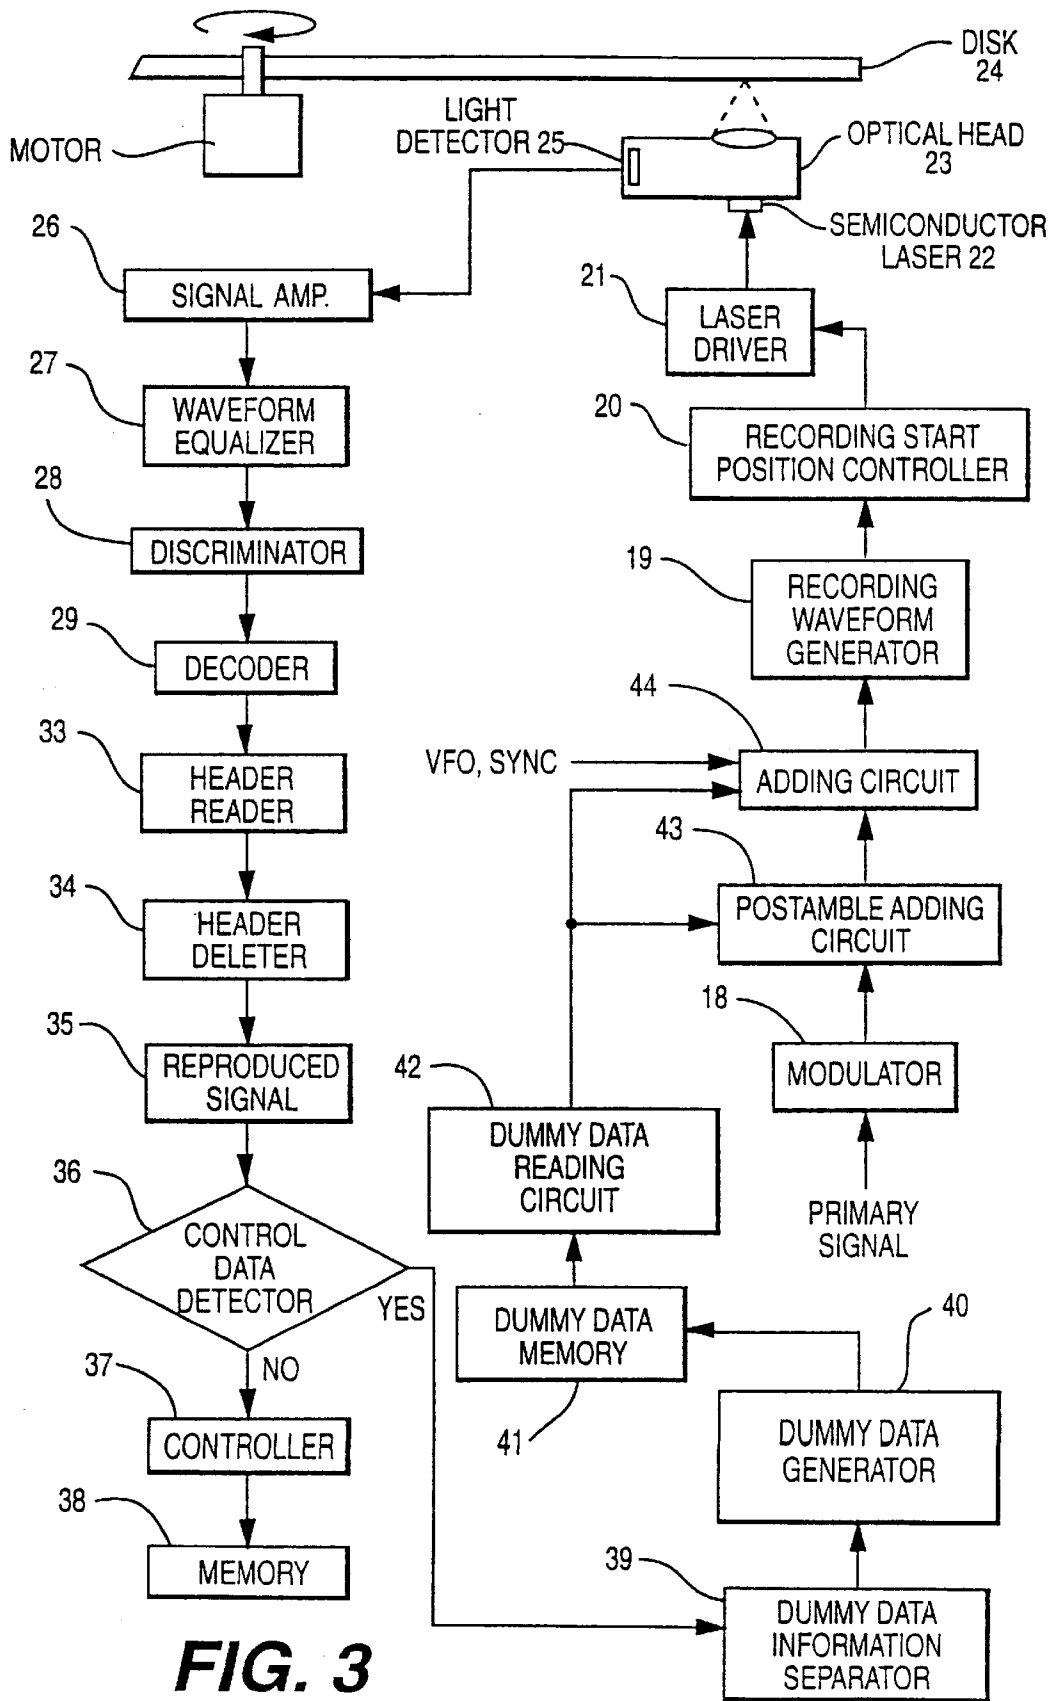 DISK
24
LIGHT
DETECTOR 25
MOTOR
OPTICAL HEAD
23
SEMICONDUCTOR
LASER 22
26
SIGNAL AMP.
21
LASER
DRIVER
27
WAVEFORM
EQUALIZER
20
RECORDING START
POSITION CONTROLLER
28
DISCRIMINATOR
19
RECORDING
WAVEFORM
GENERATOR
29
DECODER
44
33
HEADER
READER
VFO, SYNC
ADDING CIRCUIT
43
34
HEADER
DELETER
POSTAMBLE ADDING
CIRCUIT
18
35
REPRODUCED
SIGNAL
MODULATOR
42
DUMMY DATA
READING
CIRCUIT
36
CONTROL
DATA
DETECTOR
YES
PRIMARY
SIGNAL
NO
DUMMY DATA
MEMORY
41
40
37
CONTROLLER
DUMMY DATA
GENERATOR
38
MEMORY
39
DUMMY DATA
INFORMATION
SEPARATOR
FIG. 3